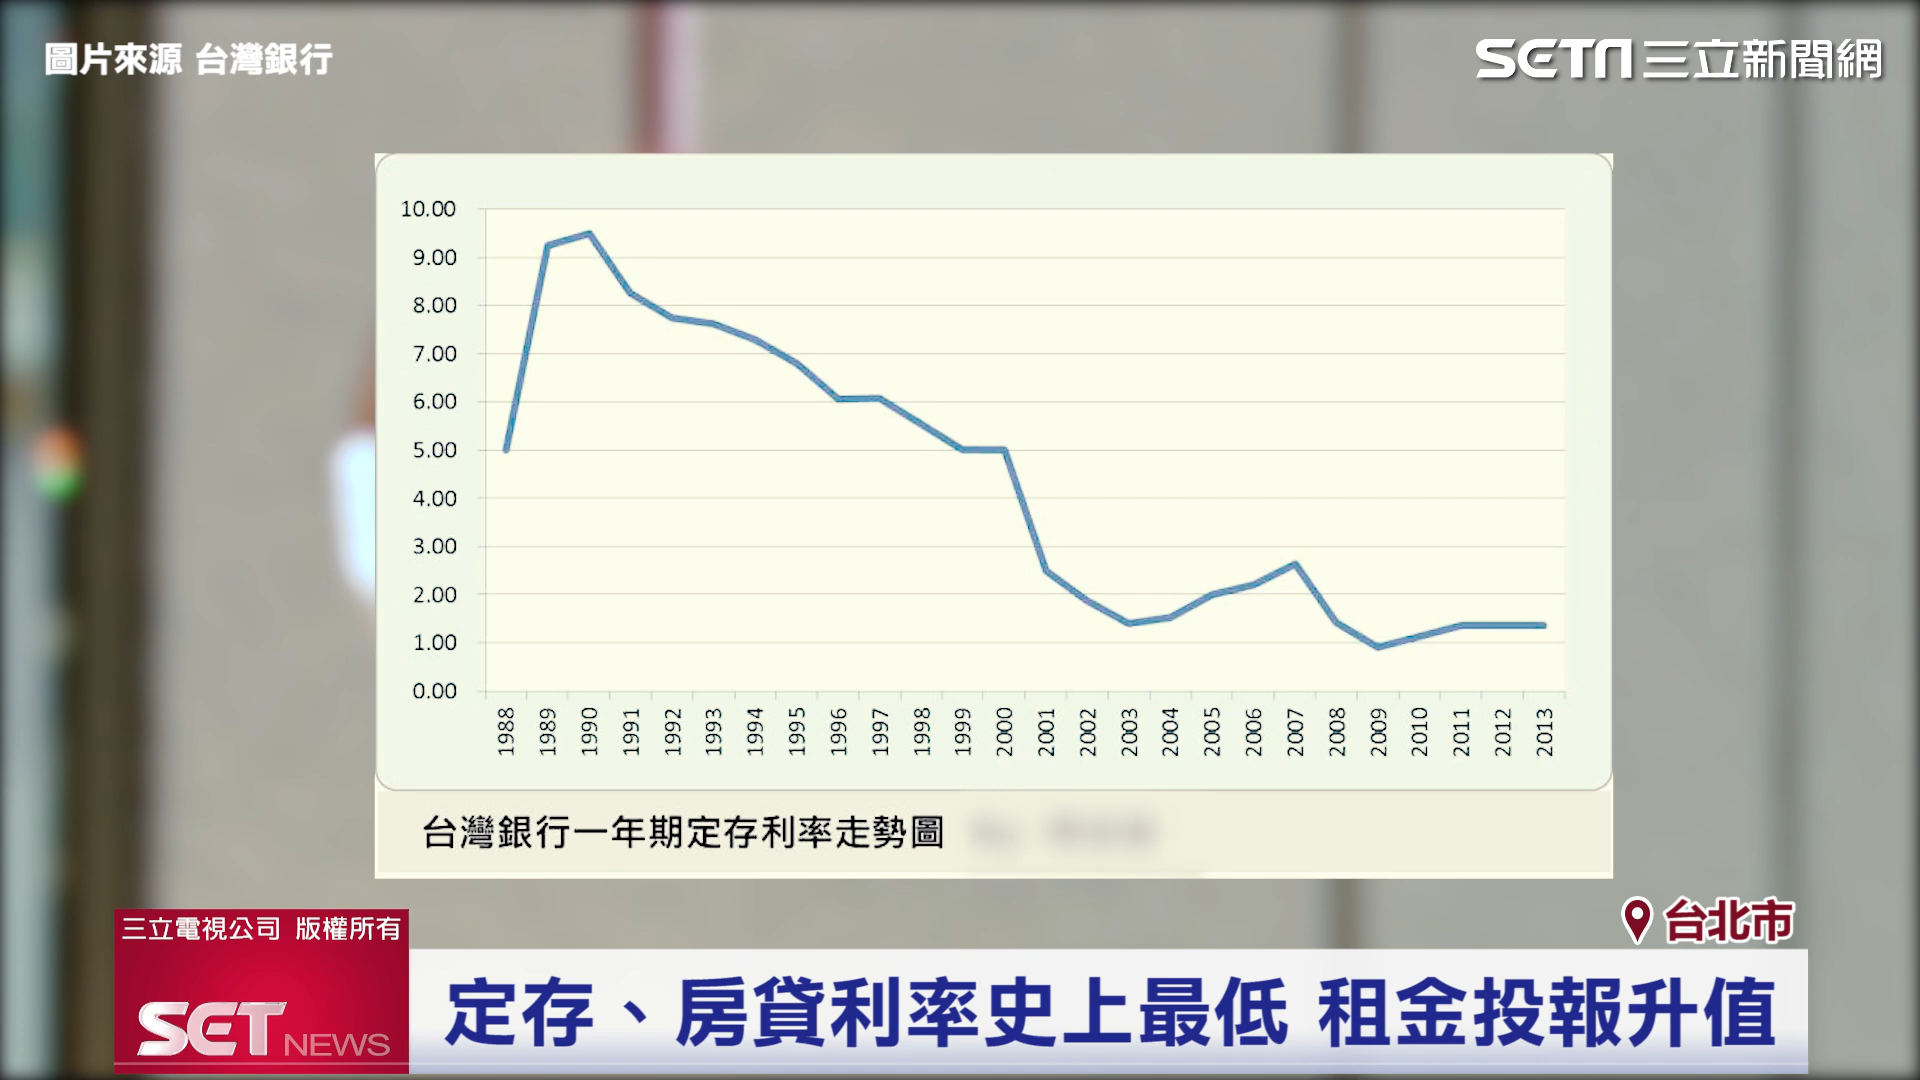 圖片來源 台灣銀行
SETN 三立新聞網
10.00
9.00
8.00
7.00
6.00
5.00
4.00
3.00
2.00
1.00
0.00
1988 1989 1990 1991 1992 1993 1994 1995 1996 1997 1998 1999 2000 2001 2002 2003 2004 2005 2006 2007 2008 2009 2010 2011 2012 2013
台灣銀行一年期定存利率走勢圖
台北市
三立電視公司 版權所有
SET NEWS
定存、房貸利率史上最低 租金投報升值